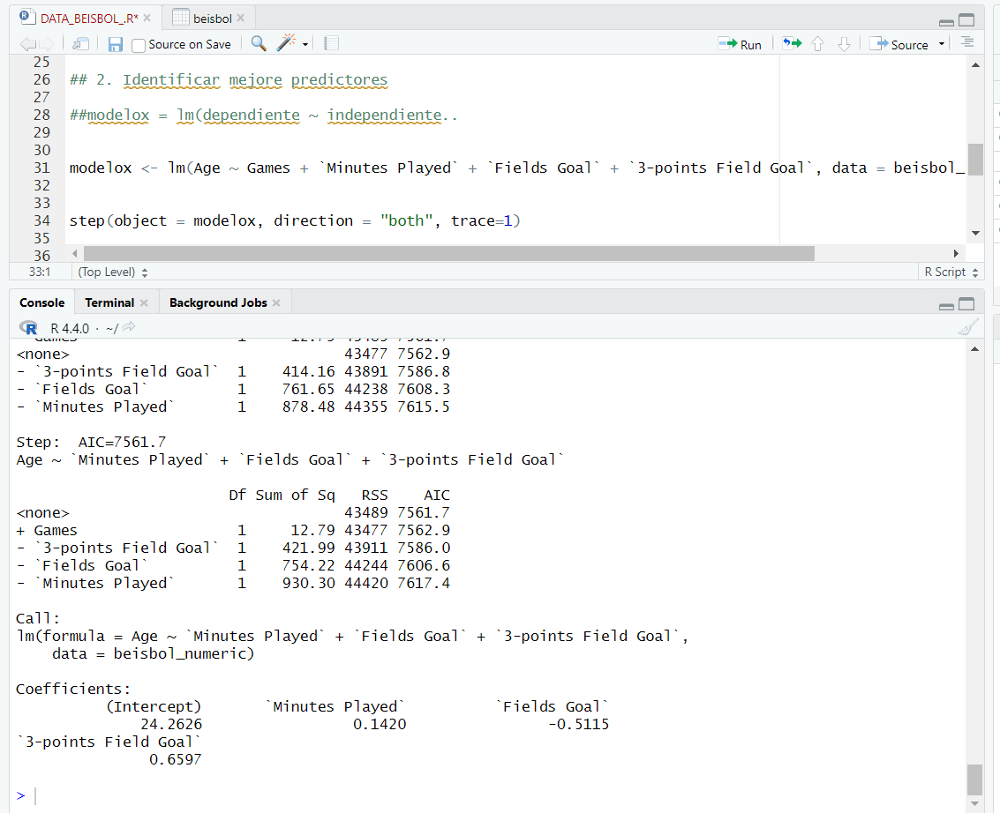 DATA_BEISBOL_.R* beisbol
Source on Save Run Source
25
26 ## 2. Identificar mejore predictores
27
28 ##modelox = lm(dependiente ~ independiente..
29
30
31 modelox <- lm(Age ~ Games + `Minutes Played` + `Fields Goal` + `3-points Field Goal`, data = beisbol_
32
33
34 step(object = modelox, direction = "both", trace=1)
35
36
33:1 (Top Level) R Script
Console Terminal Background Jobs
R 4.4.0 · ~/
<none> 43477 7562.9
- `3-points Field Goal` 1 414.16 43891 7586.8
- `Fields Goal` 1 761.65 44238 7608.3
- `Minutes Played` 1 878.48 44355 7615.5
Step: AIC=7561.7
Age ~ `Minutes Played` + `Fields Goal` + `3-points Field Goal`
Df Sum of Sq RSS AIC
<none> 43489 7561.7
+ Games 1 12.79 43477 7562.9
- `3-points Field Goal` 1 421.99 43911 7586.0
- `Fields Goal` 1 754.22 44244 7606.6
- `Minutes Played` 1 930.30 44420 7617.4
Call:
lm(formula = Age ~ `Minutes Played` + `Fields Goal` + `3-points Field Goal`,
data = beisbol_numeric)
Coefficients:
(Intercept) `Minutes Played` `Fields Goal`
24.2626 0.1420 -0.5115
`3-points Field Goal`
0.6597
>